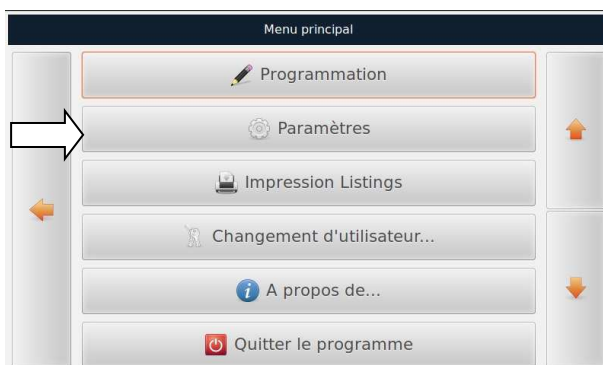 Menu principal
Programmation
Paramètres
Impression Listings
Changement d'utilisateur...
A propos de...
Quitter le programme